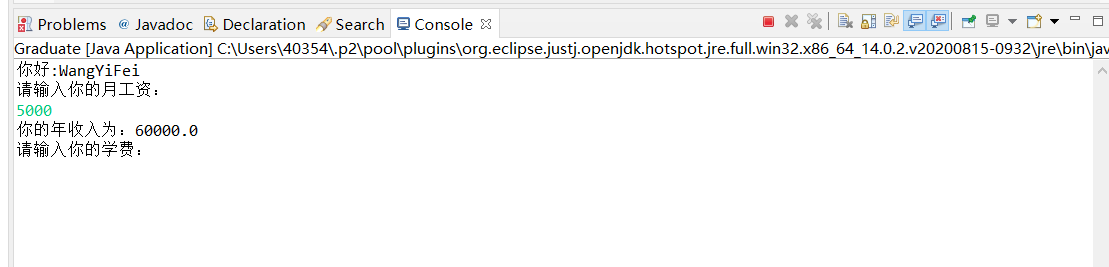 Problems @ Javadoc Declaration Search Console
Graduate [Java Application] C:\Users\40354\.p2\pool\plugins\org.eclipse.justj.openjdk.hotspot.jre.full.win32.x86_64_14.0.2.v20200815-0932\jre\bin\jav
你好:WangYiFei
请输入你的月工资：
5000
你的年收入为：60000.0
请输入你的学费：